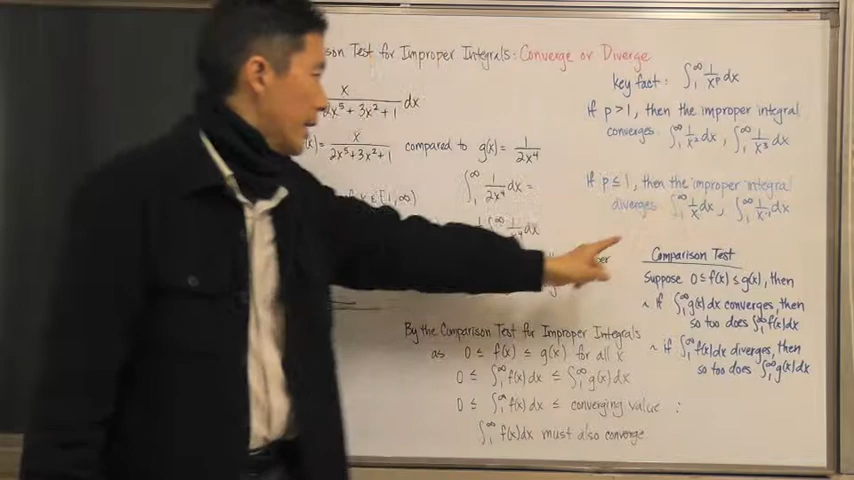 son Test for Improper Integrals: Converge or Diverge
x / 2x⁵ + 3x² + 1 dx
(x) = x / 2x⁵+3x²+1 compared to g(x) = 1 / 2x⁴
∫₁^∞ 1/2x⁴ dx =
∫₁^∞ 1/x⁴ dx
By the Comparison Test for Improper Integrals
as 0 ≤ f(x) ≤ g(x) for all x
0 ≤ ∫₁^∞ f(x)dx ≤ ∫₁^∞ g(x)dx
0 ≤ ∫₁^∞ f(x)dx ≤ converging value
∫₁^∞ f(x)dx must also converge
key fact: ∫₁^∞ 1/xᵖ dx
If p>1, then the improper integral
converges ∫₁^∞ 1/x² dx, ∫₁^∞ 1/x³ dx
If p≤1, then the improper integral
diverges ∫₁^∞ 1/x dx,
Comparison Test
Suppose 0≤f(x)≤g(x), then
~ if ∫₁^∞ g(x)dx converges, then
so too does ∫₁^∞ f(x)dx
~ if ∫₁^∞ f(x)dx diverges, then
so too does ∫₁^∞ g(x)dx